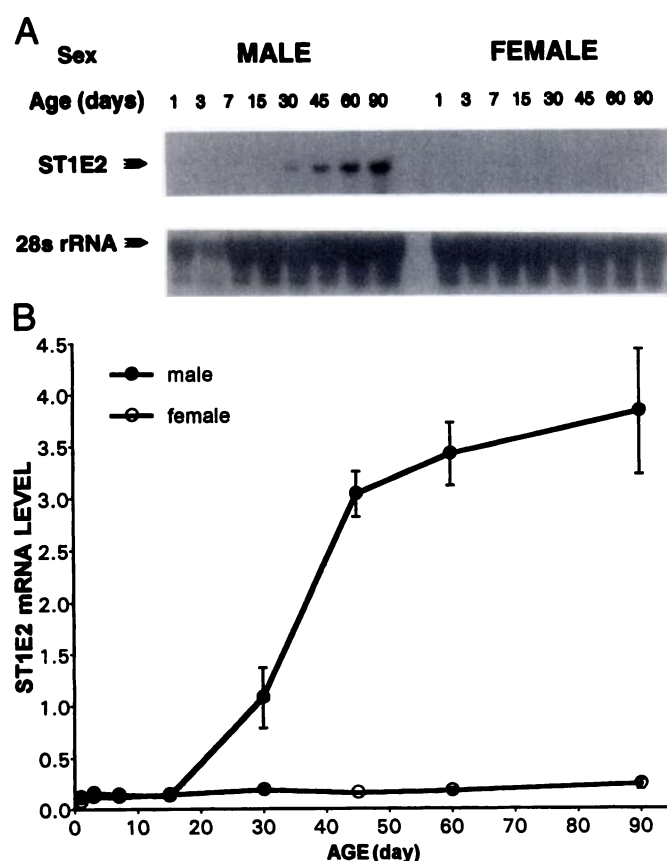 A
Sex MALE FEMALE
Age (days) 1 3 7 15 30 45 60 90 1 3 7 15 30 45 60 90
ST1E2
28s rRNA
B
4.5
4.0
3.5
3.0
2.5
2.0
1.5
1.0
0.5
0.0
ST1E2 mRNA LEVEL
male
female
0 10 20 30 40 50 60 70 80 90
AGE (day)